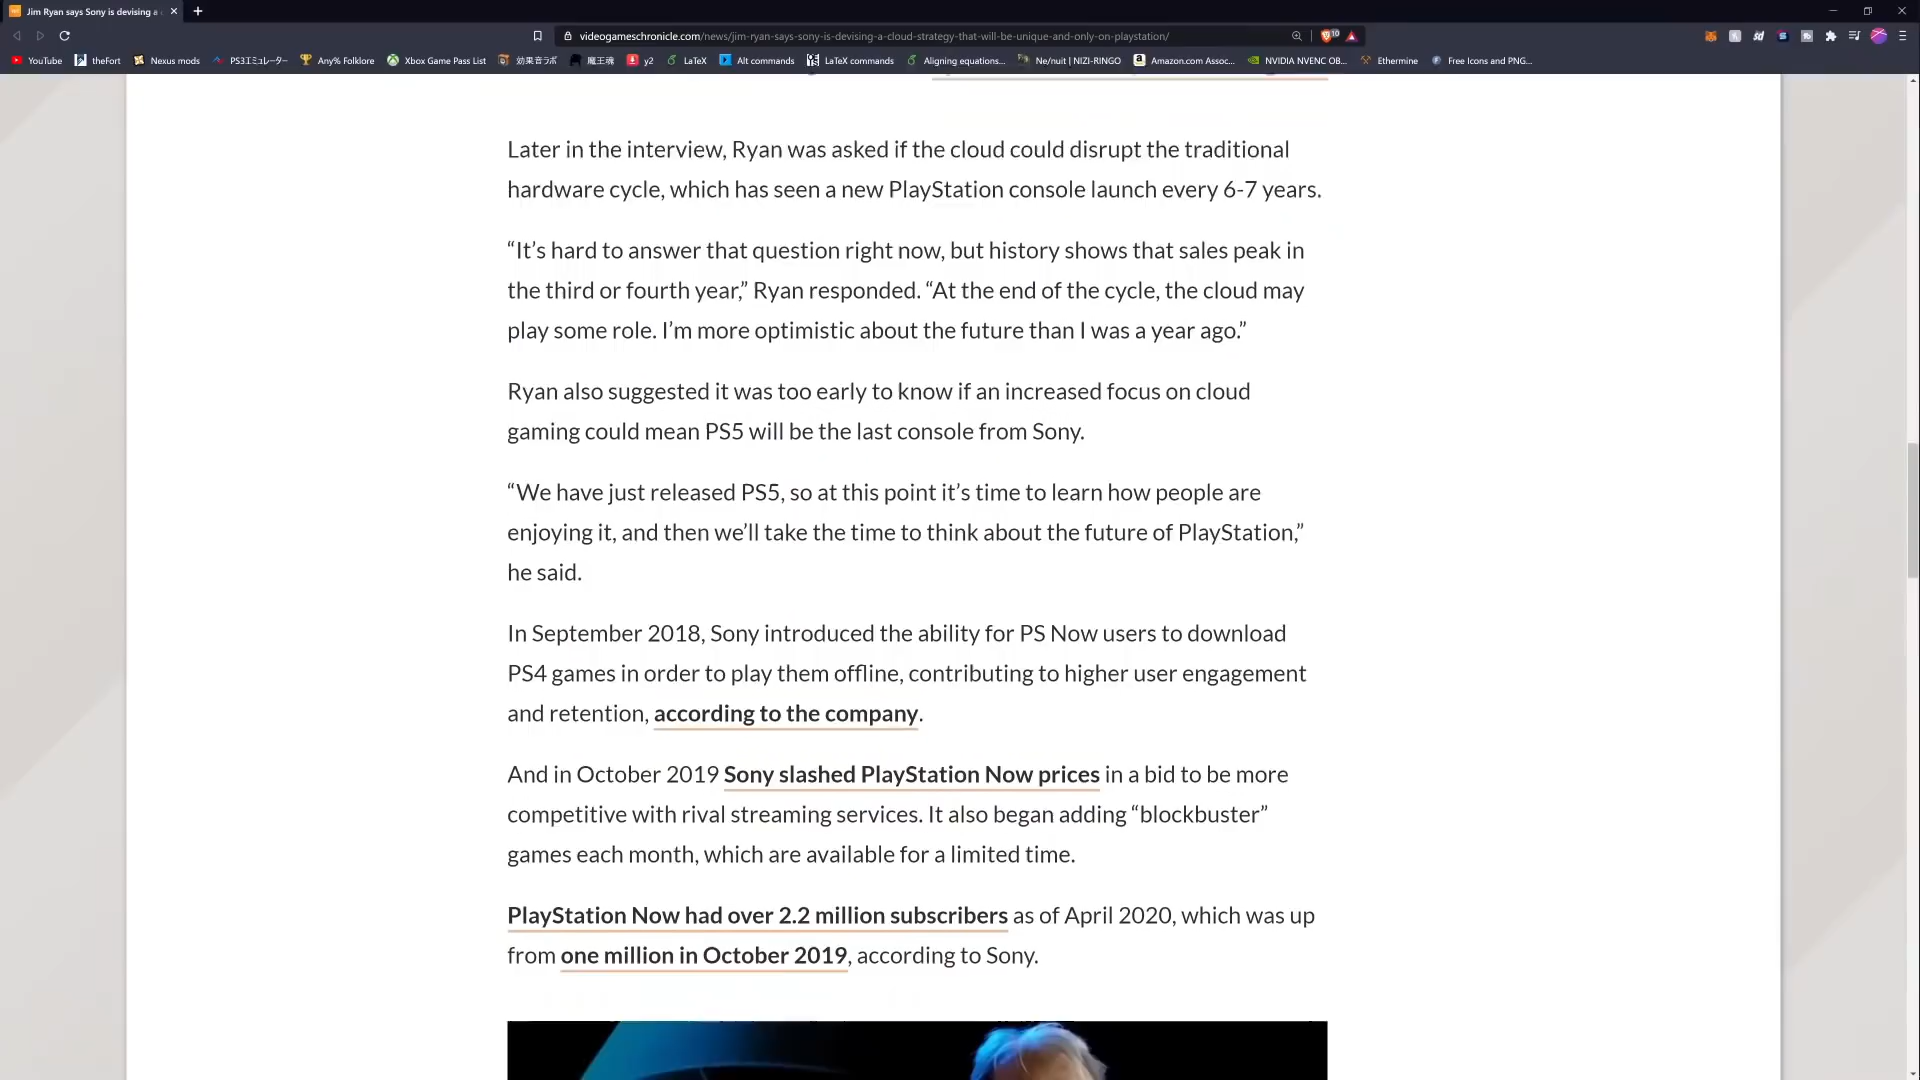 Jim Ryan says Sony is devising a
videogameschronicle.com/news/jim-ryan-says-sony-is-devising-a-cloud-strategy-that-will-be-unique-and-only-on-playstation/
10
YouTube
theFort
Nexus mods
PS3エミュレーター
Any% Folklore
Xbox Game Pass List
効果音ラボ
魔王魂
y2
LaTeX
Alt commands
LaTeX commands
Aligning equations...
Ne/nuit | NIZI-RINGO
Amazon.com Assoc...
NVIDIA NVENC OB...
Ethermine
Free Icons and PNG...
Later in the interview, Ryan was asked if the cloud could disrupt the traditional
hardware cycle, which has seen a new PlayStation console launch every 6-7 years.
“It’s hard to answer that question right now, but history shows that sales peak in
the third or fourth year,” Ryan responded. “At the end of the cycle, the cloud may
play some role. I’m more optimistic about the future than I was a year ago.”
Ryan also suggested it was too early to know if an increased focus on cloud
gaming could mean PS5 will be the last console from Sony.
“We have just released PS5, so at this point it’s time to learn how people are
enjoying it, and then we’ll take the time to think about the future of PlayStation,”
he said.
In September 2018, Sony introduced the ability for PS Now users to download
PS4 games in order to play them offline, contributing to higher user engagement
and retention, according to the company.
And in October 2019 Sony slashed PlayStation Now prices in a bid to be more
competitive with rival streaming services. It also began adding “blockbuster”
games each month, which are available for a limited time.
PlayStation Now had over 2.2 million subscribers as of April 2020, which was up
from one million in October 2019, according to Sony.